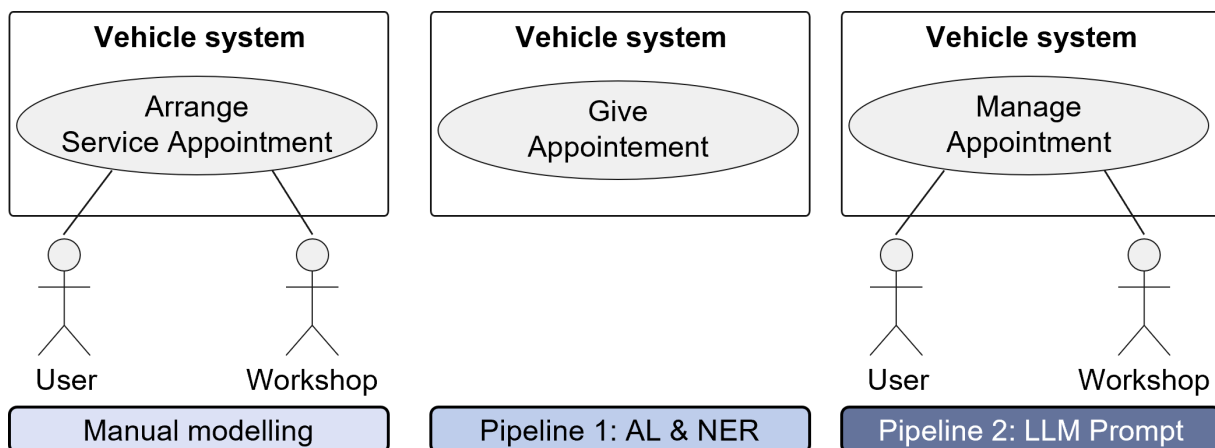 Vehicle system
Arrange
Service Appointment
User
Workshop
Manual modelling
Vehicle system
Give
Appointement
Pipeline 1: AL & NER
Vehicle system
Manage
Appointment
User
Workshop
Pipeline 2: LLM Prompt